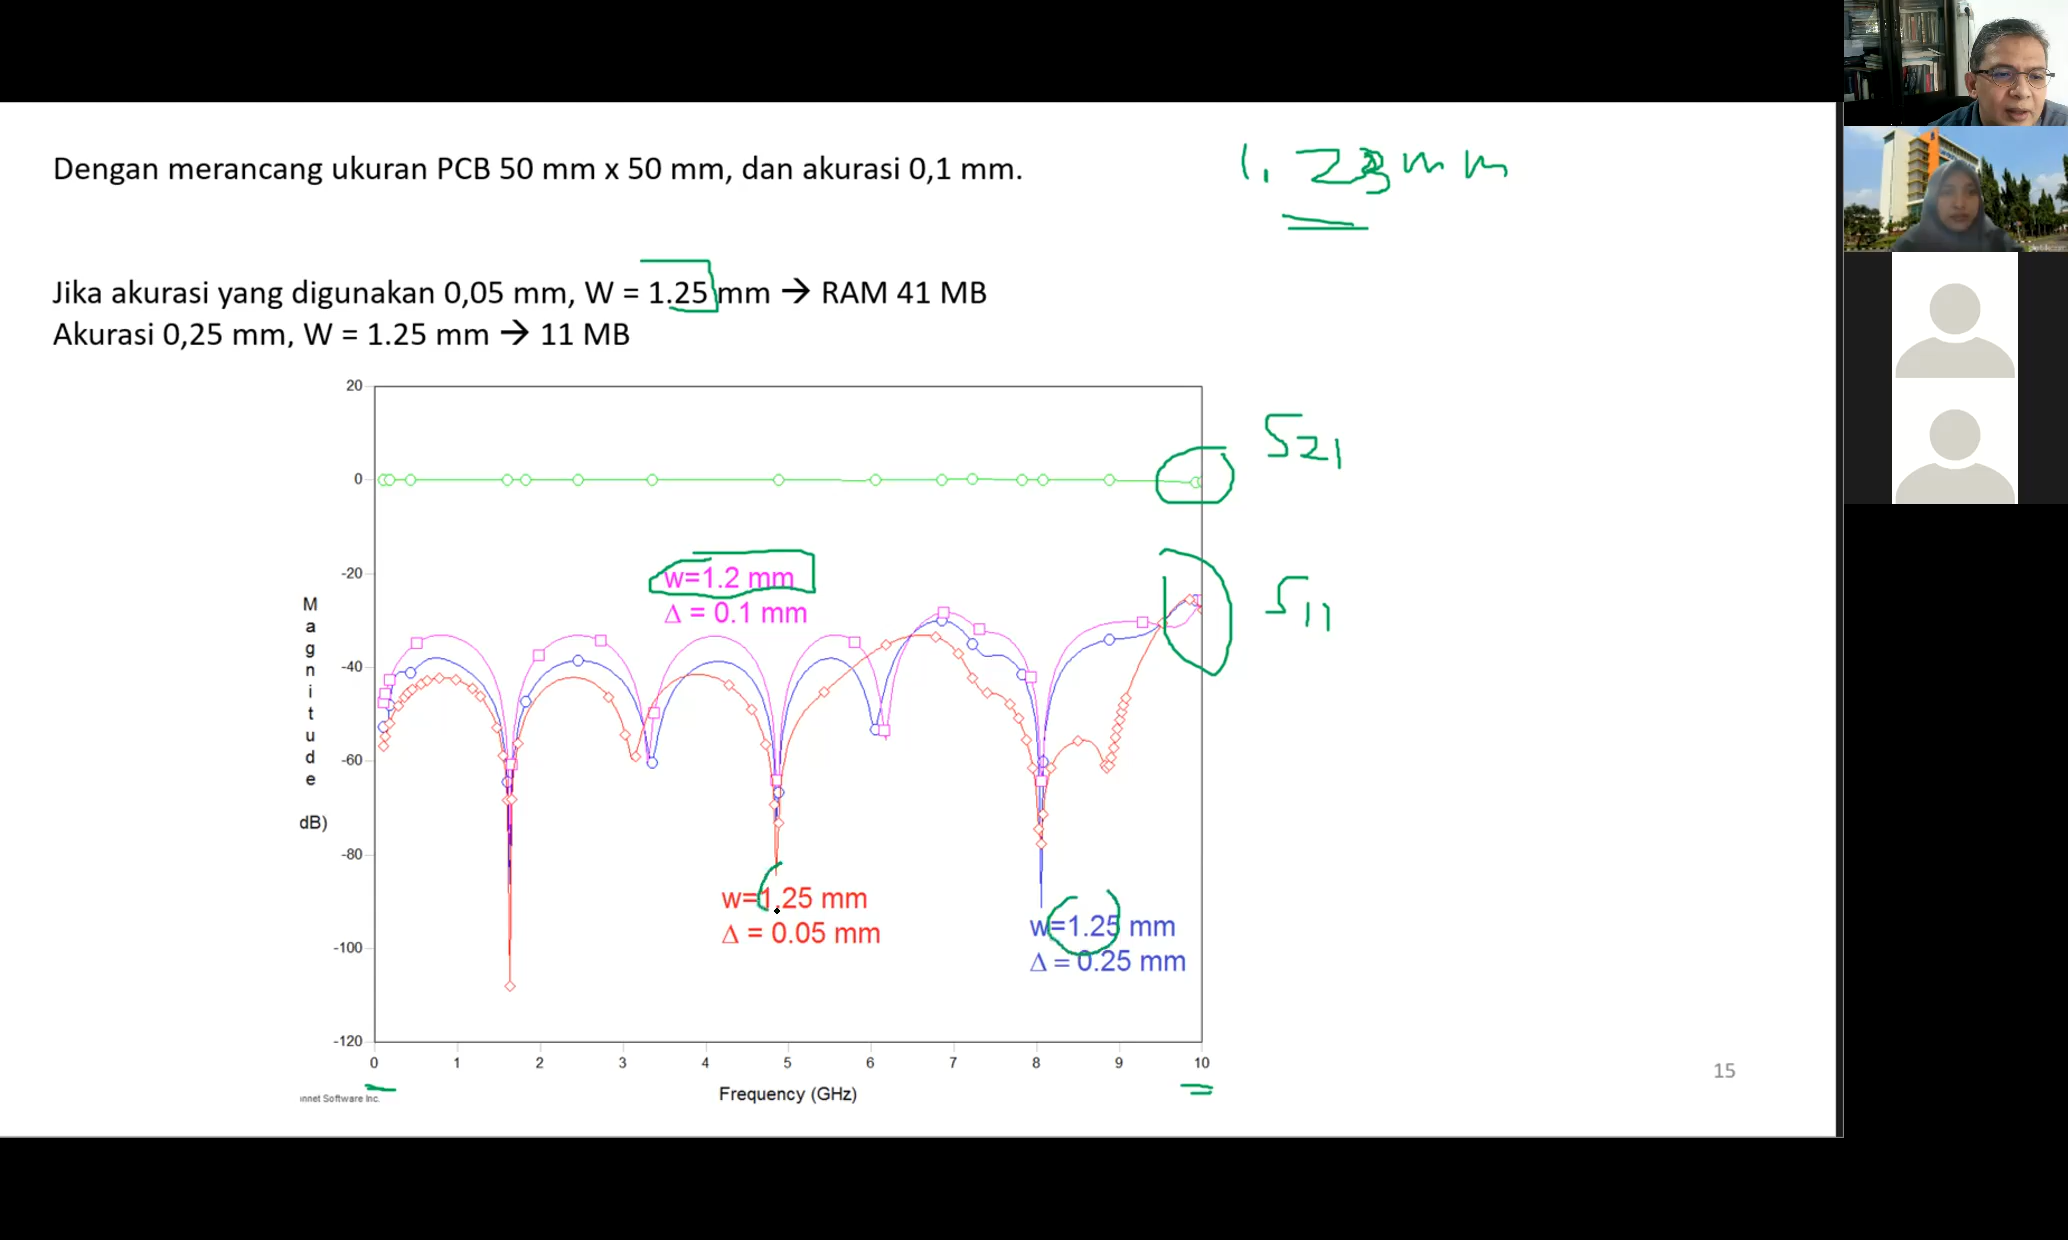 Dengan merancang ukuran PCB 50 mm x 50 mm, dan akurasi 0,1 mm.
Jika akurasi yang digunakan 0,05 mm, W = 1.25 mm → RAM 41 MB
Akurasi 0,25 mm, W = 1.25 mm → 11 MB
20
0
-20
-40
-60
-80
-100
-120
Magnitude
dB)
S21
S11
w=1.2 mm
Δ = 0.1 mm
w=1.25 mm
Δ = 0.05 mm
w=1.25 mm
Δ = 0.25 mm
0 1 2 3 4 5 6 7 8 9 10
Frequency (GHz)
nnet Software Inc.
15